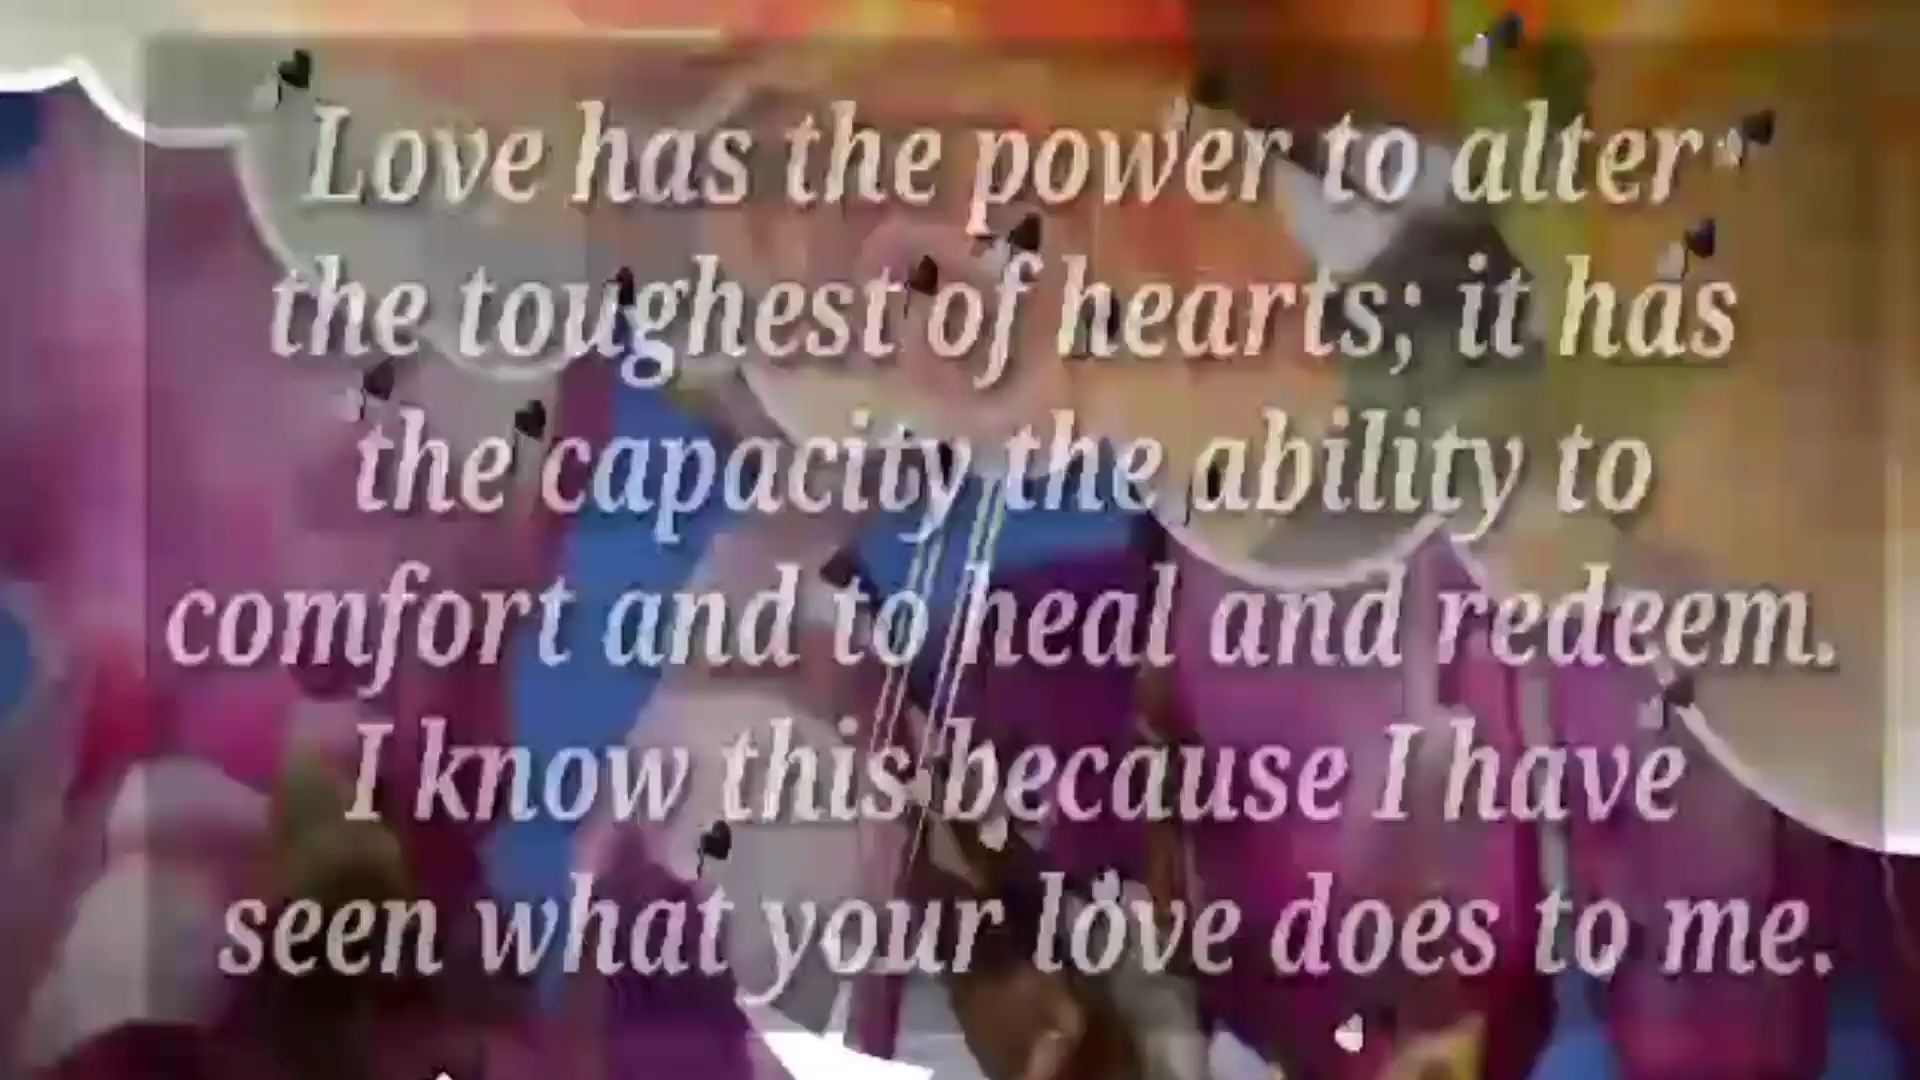 Love has the power to alter
the toughest of hearts; it has
the capacity the ability to
comfort and to heal and redeem.
I know this because I have
seen what your love does to me.